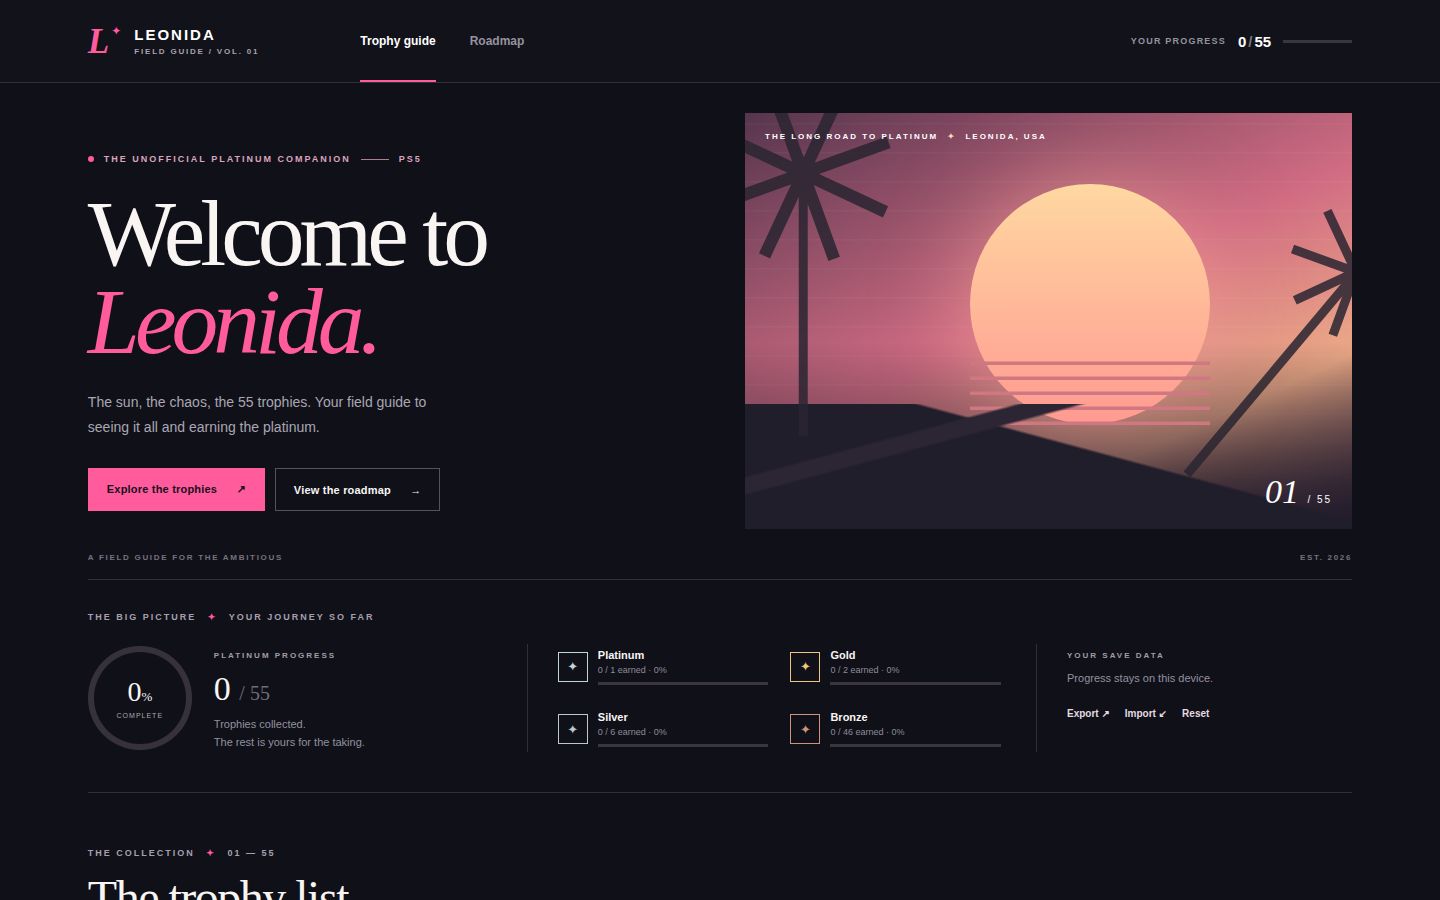 L✦
LEONIDA
FIELD GUIDE / VOL. 01
Trophy guide
Roadmap
YOUR PROGRESS 0/55
THE UNOFFICIAL PLATINUM COMPANION — PS5
Welcome to
Leonida.
The sun, the chaos, the 55 trophies. Your field guide to
seeing it all and earning the platinum.
Explore the trophies ↗
View the roadmap →
THE LONG ROAD TO PLATINUM ✦ LEONIDA, USA
01 / 55
A FIELD GUIDE FOR THE AMBITIOUS
EST. 2026
THE BIG PICTURE ✦ YOUR JOURNEY SO FAR
0%
COMPLETE
PLATINUM PROGRESS
0 / 55
Trophies collected.
The rest is yours for the taking.
✦
Platinum
0 / 1 earned · 0%
✦
Gold
0 / 2 earned · 0%
✦
Silver
0 / 6 earned · 0%
✦
Bronze
0 / 46 earned · 0%
YOUR SAVE DATA
Progress stays on this device.
Export ↗ Import ↙ Reset
THE COLLECTION ✦ 01 — 55
The trophy list